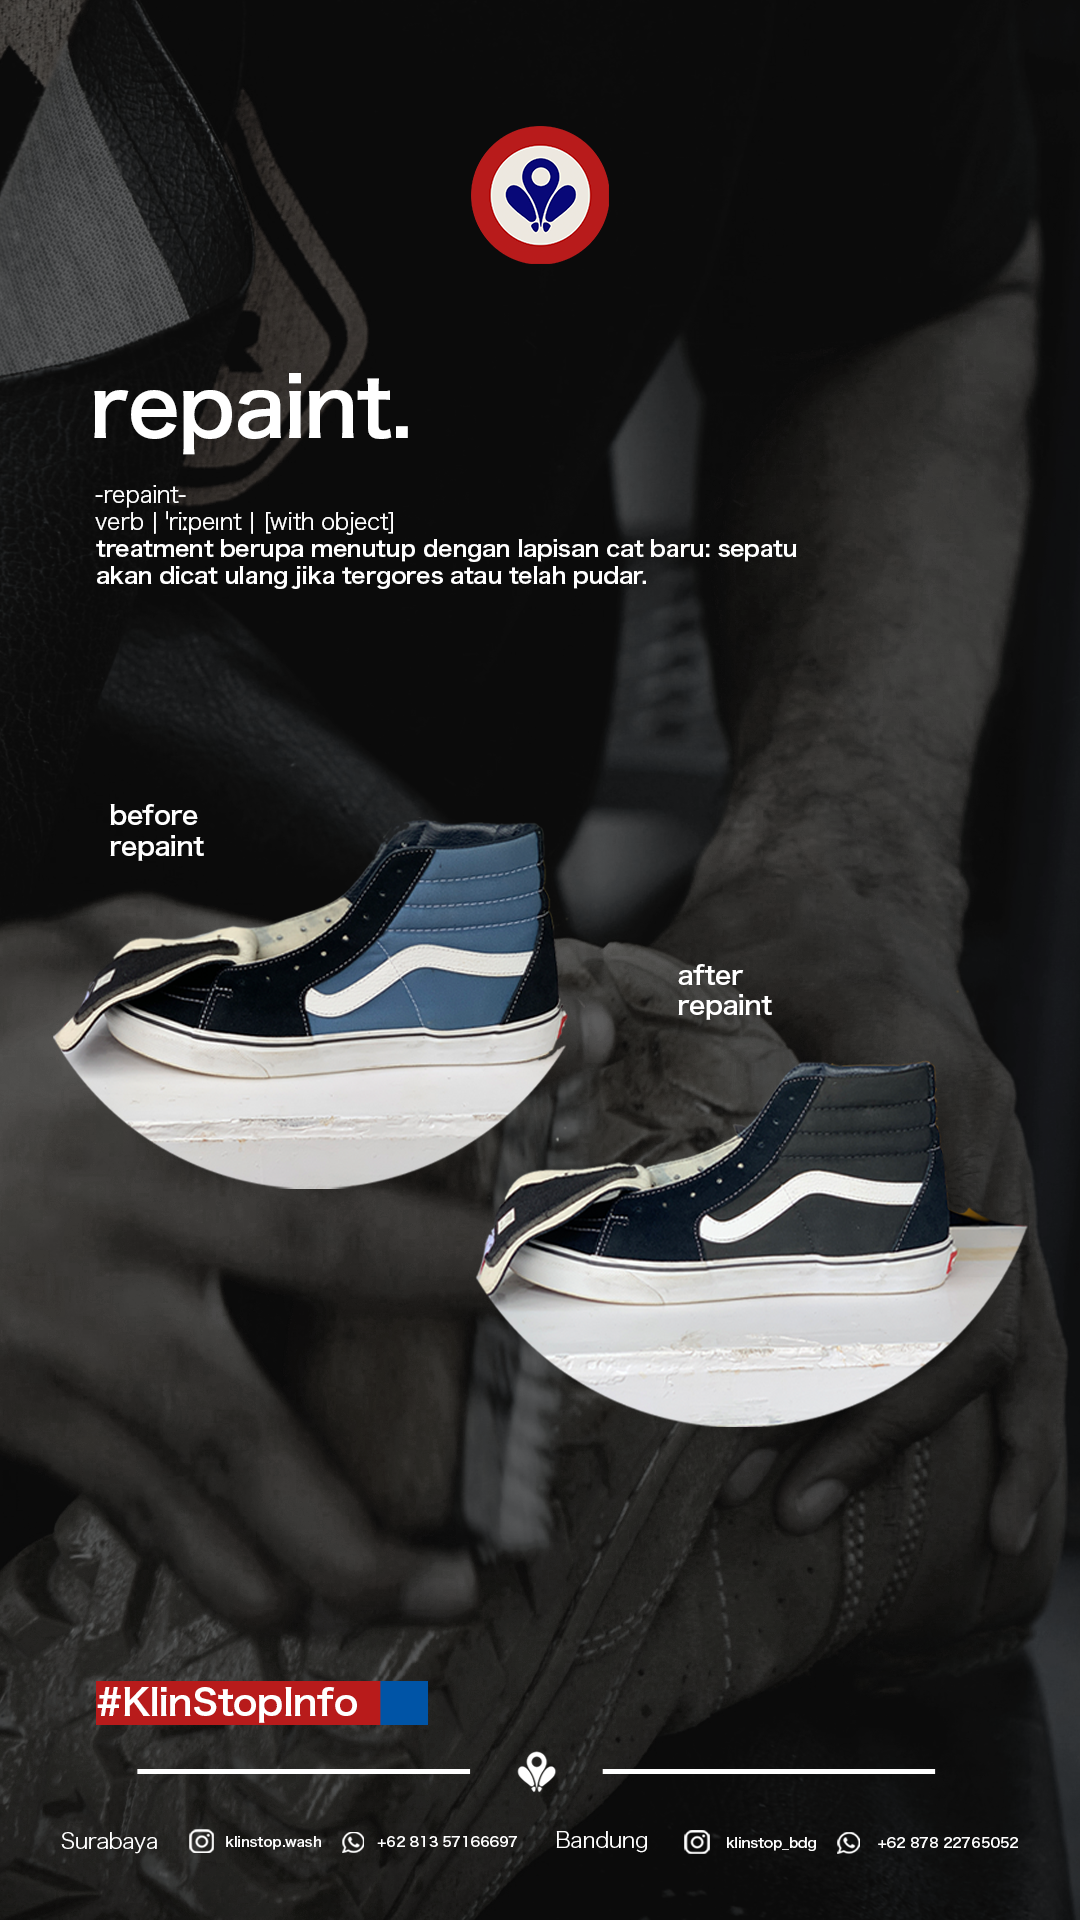 repaint.
-repaint-
verb | 'riːpeɪnt | [with object]
treatment berupa menutup dengan lapisan cat baru: sepatu
akan dicat ulang jika tergores atau telah pudar.
before
repaint
after
repaint
#KlinStopInfo
Surabaya klinstop.wash +62 813 57166697 Bandung klinstop_bdg +62 878 22765052